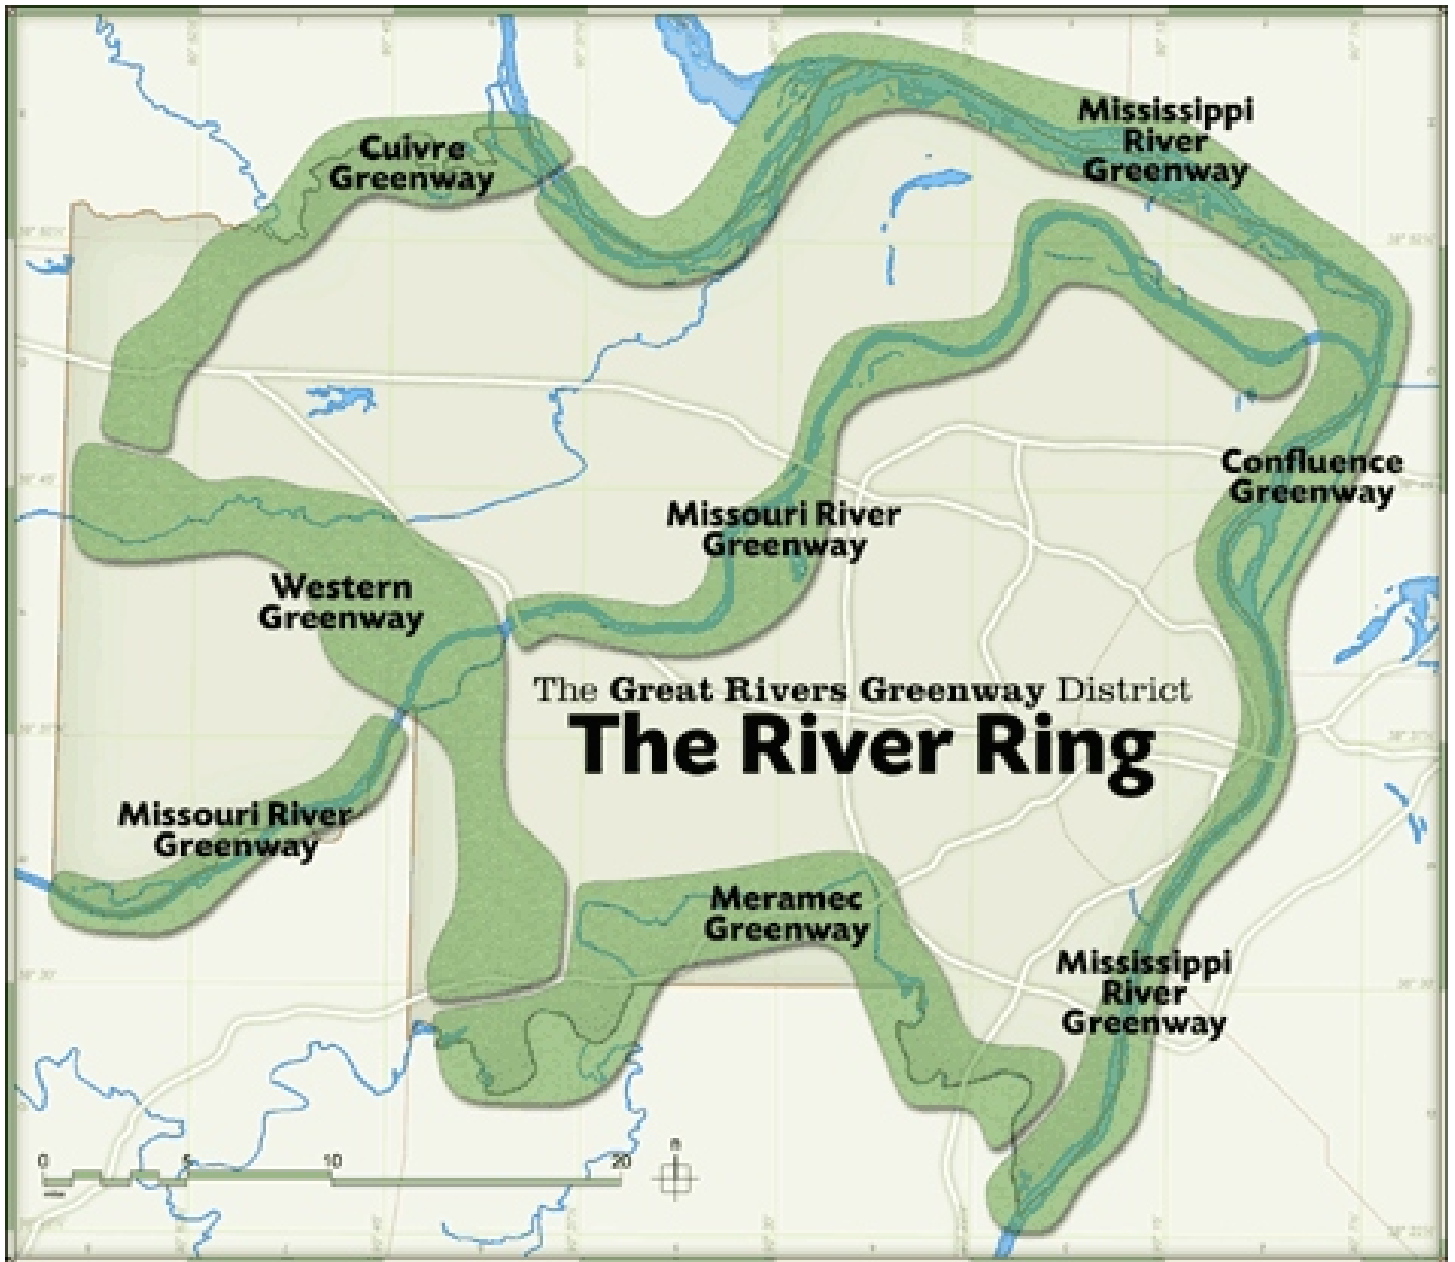 Mississippi
River
Greenway
Cuivre
Greenway
Confluence
Greenway
Missouri River
Greenway
Western
Greenway
The Great Rivers Greenway District
The River Ring
Missouri River
Greenway
Meramec
Greenway
Mississippi
River
Greenway
0 5 10 20
n